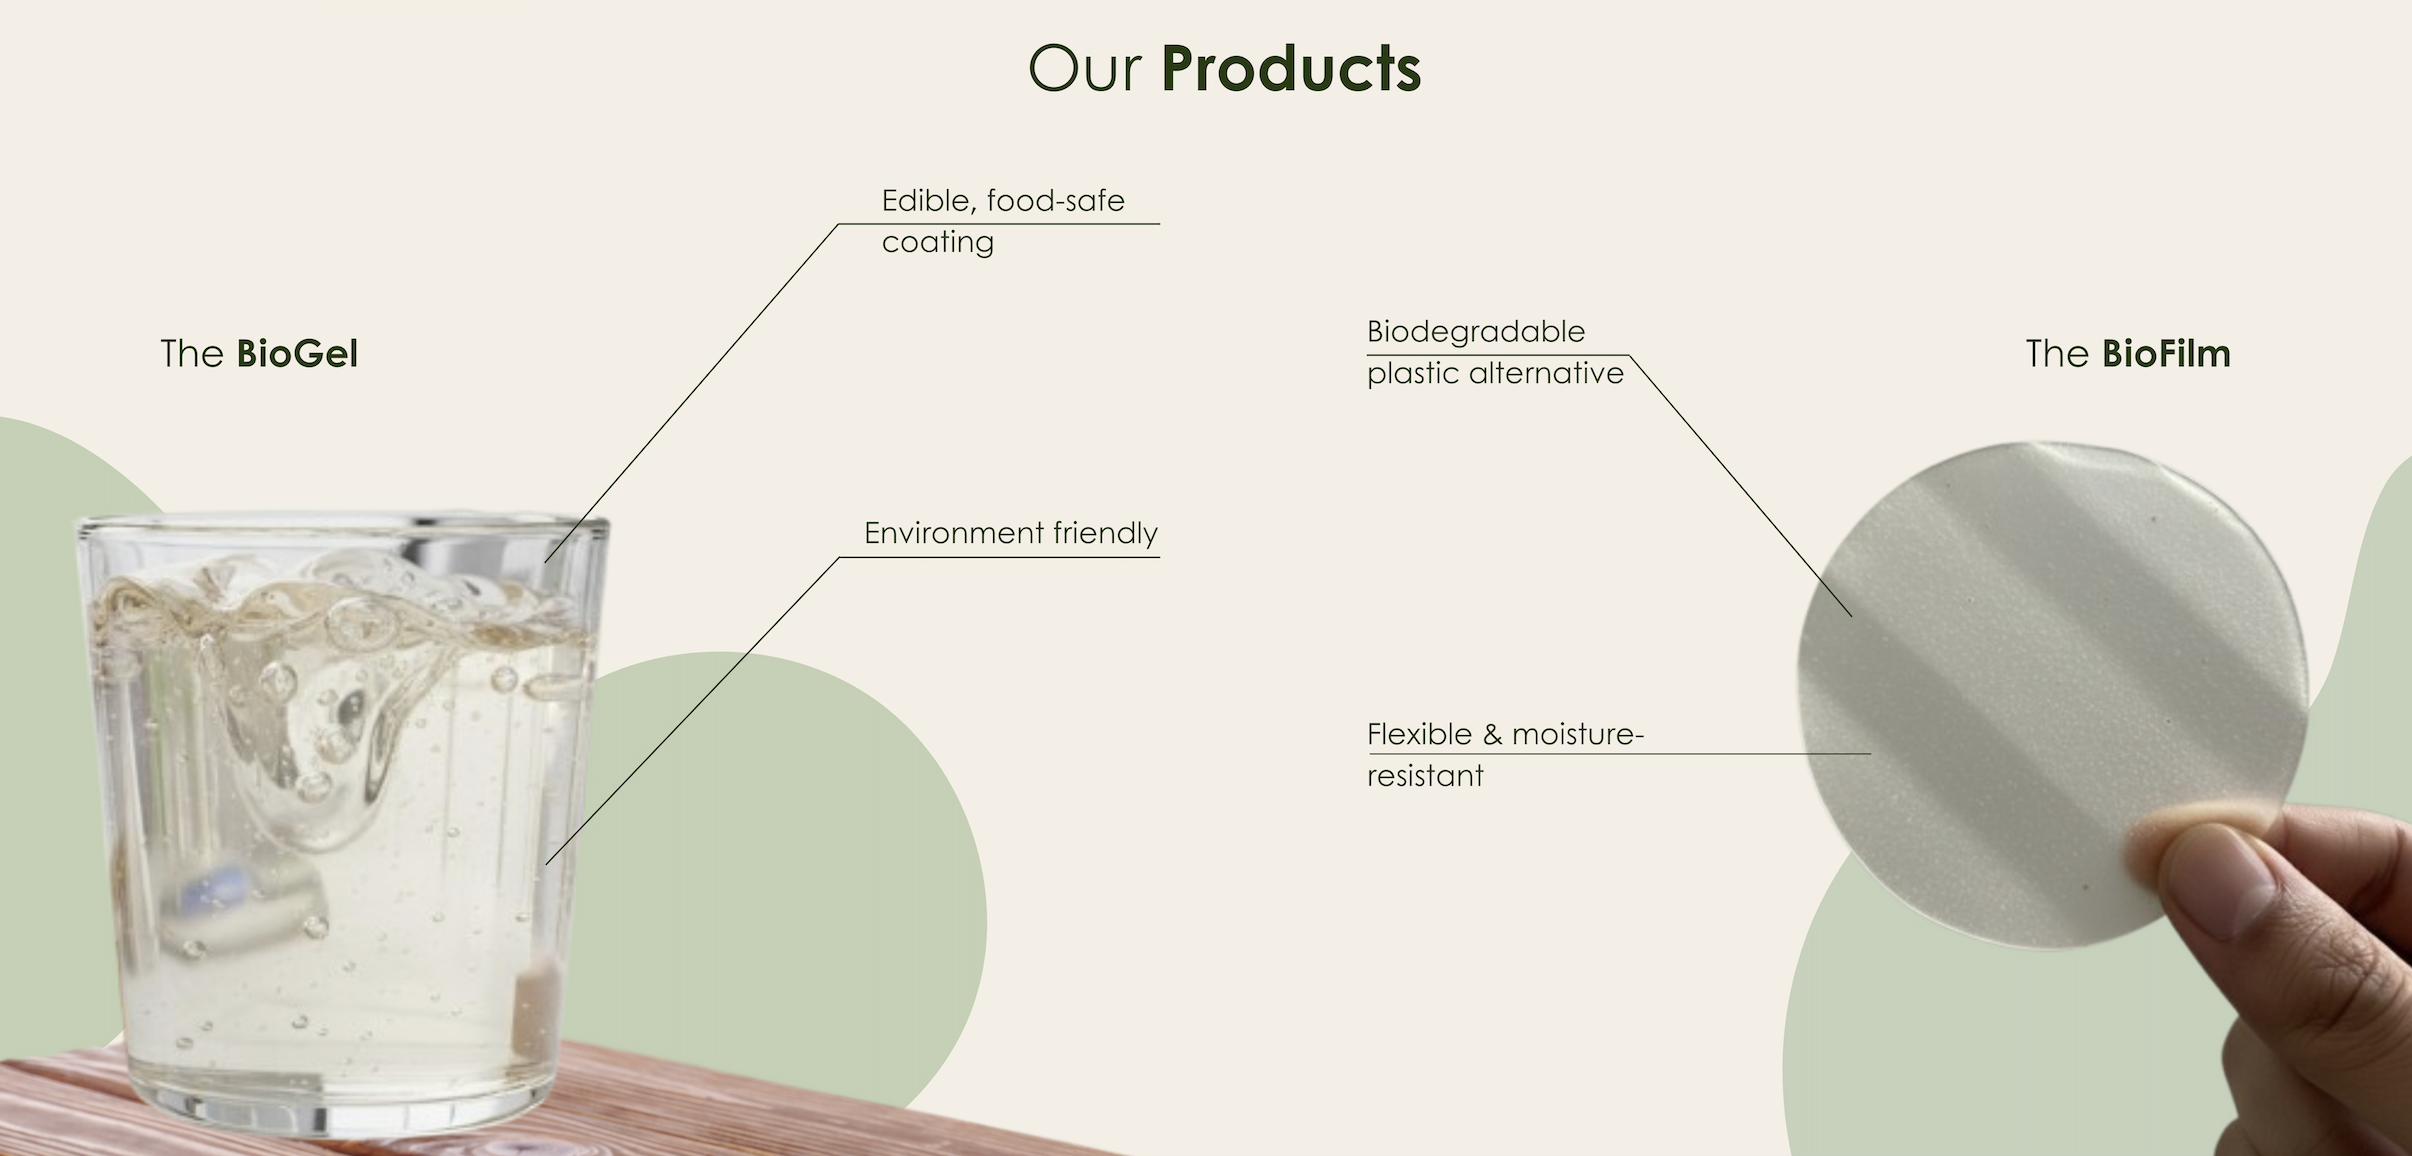 Our Products
Edible, food-safe
coating
The BioGel
Environment friendly
Biodegradable
plastic alternative
The BioFilm
Flexible & moisture-
resistant